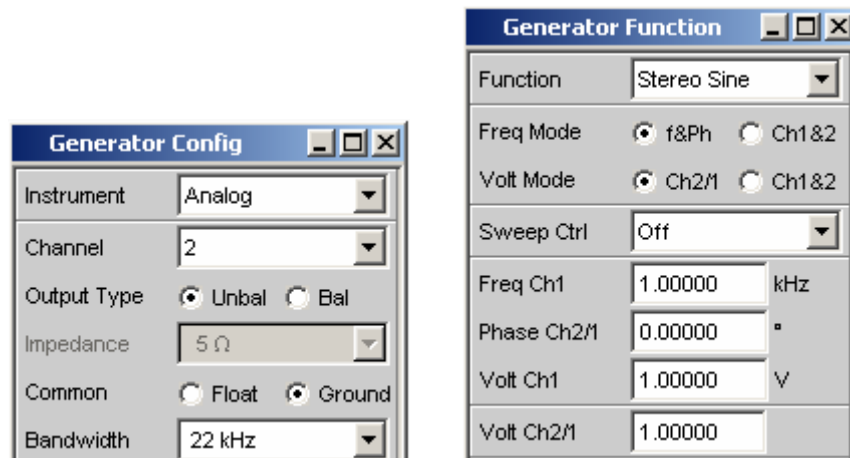 Generator Config
Instrument Analog
Channel 2
Output Type Unbal Bal
Impedance 5 Ω
Common Float Ground
Bandwidth 22 kHz
Generator Function
Function Stereo Sine
Freq Mode f&Ph Ch1&2
Volt Mode Ch2/1 Ch1&2
Sweep Ctrl Off
Freq Ch1 1.00000 kHz
Phase Ch2/1 0.00000 °
Volt Ch1 1.00000 V
Volt Ch2/1 1.00000